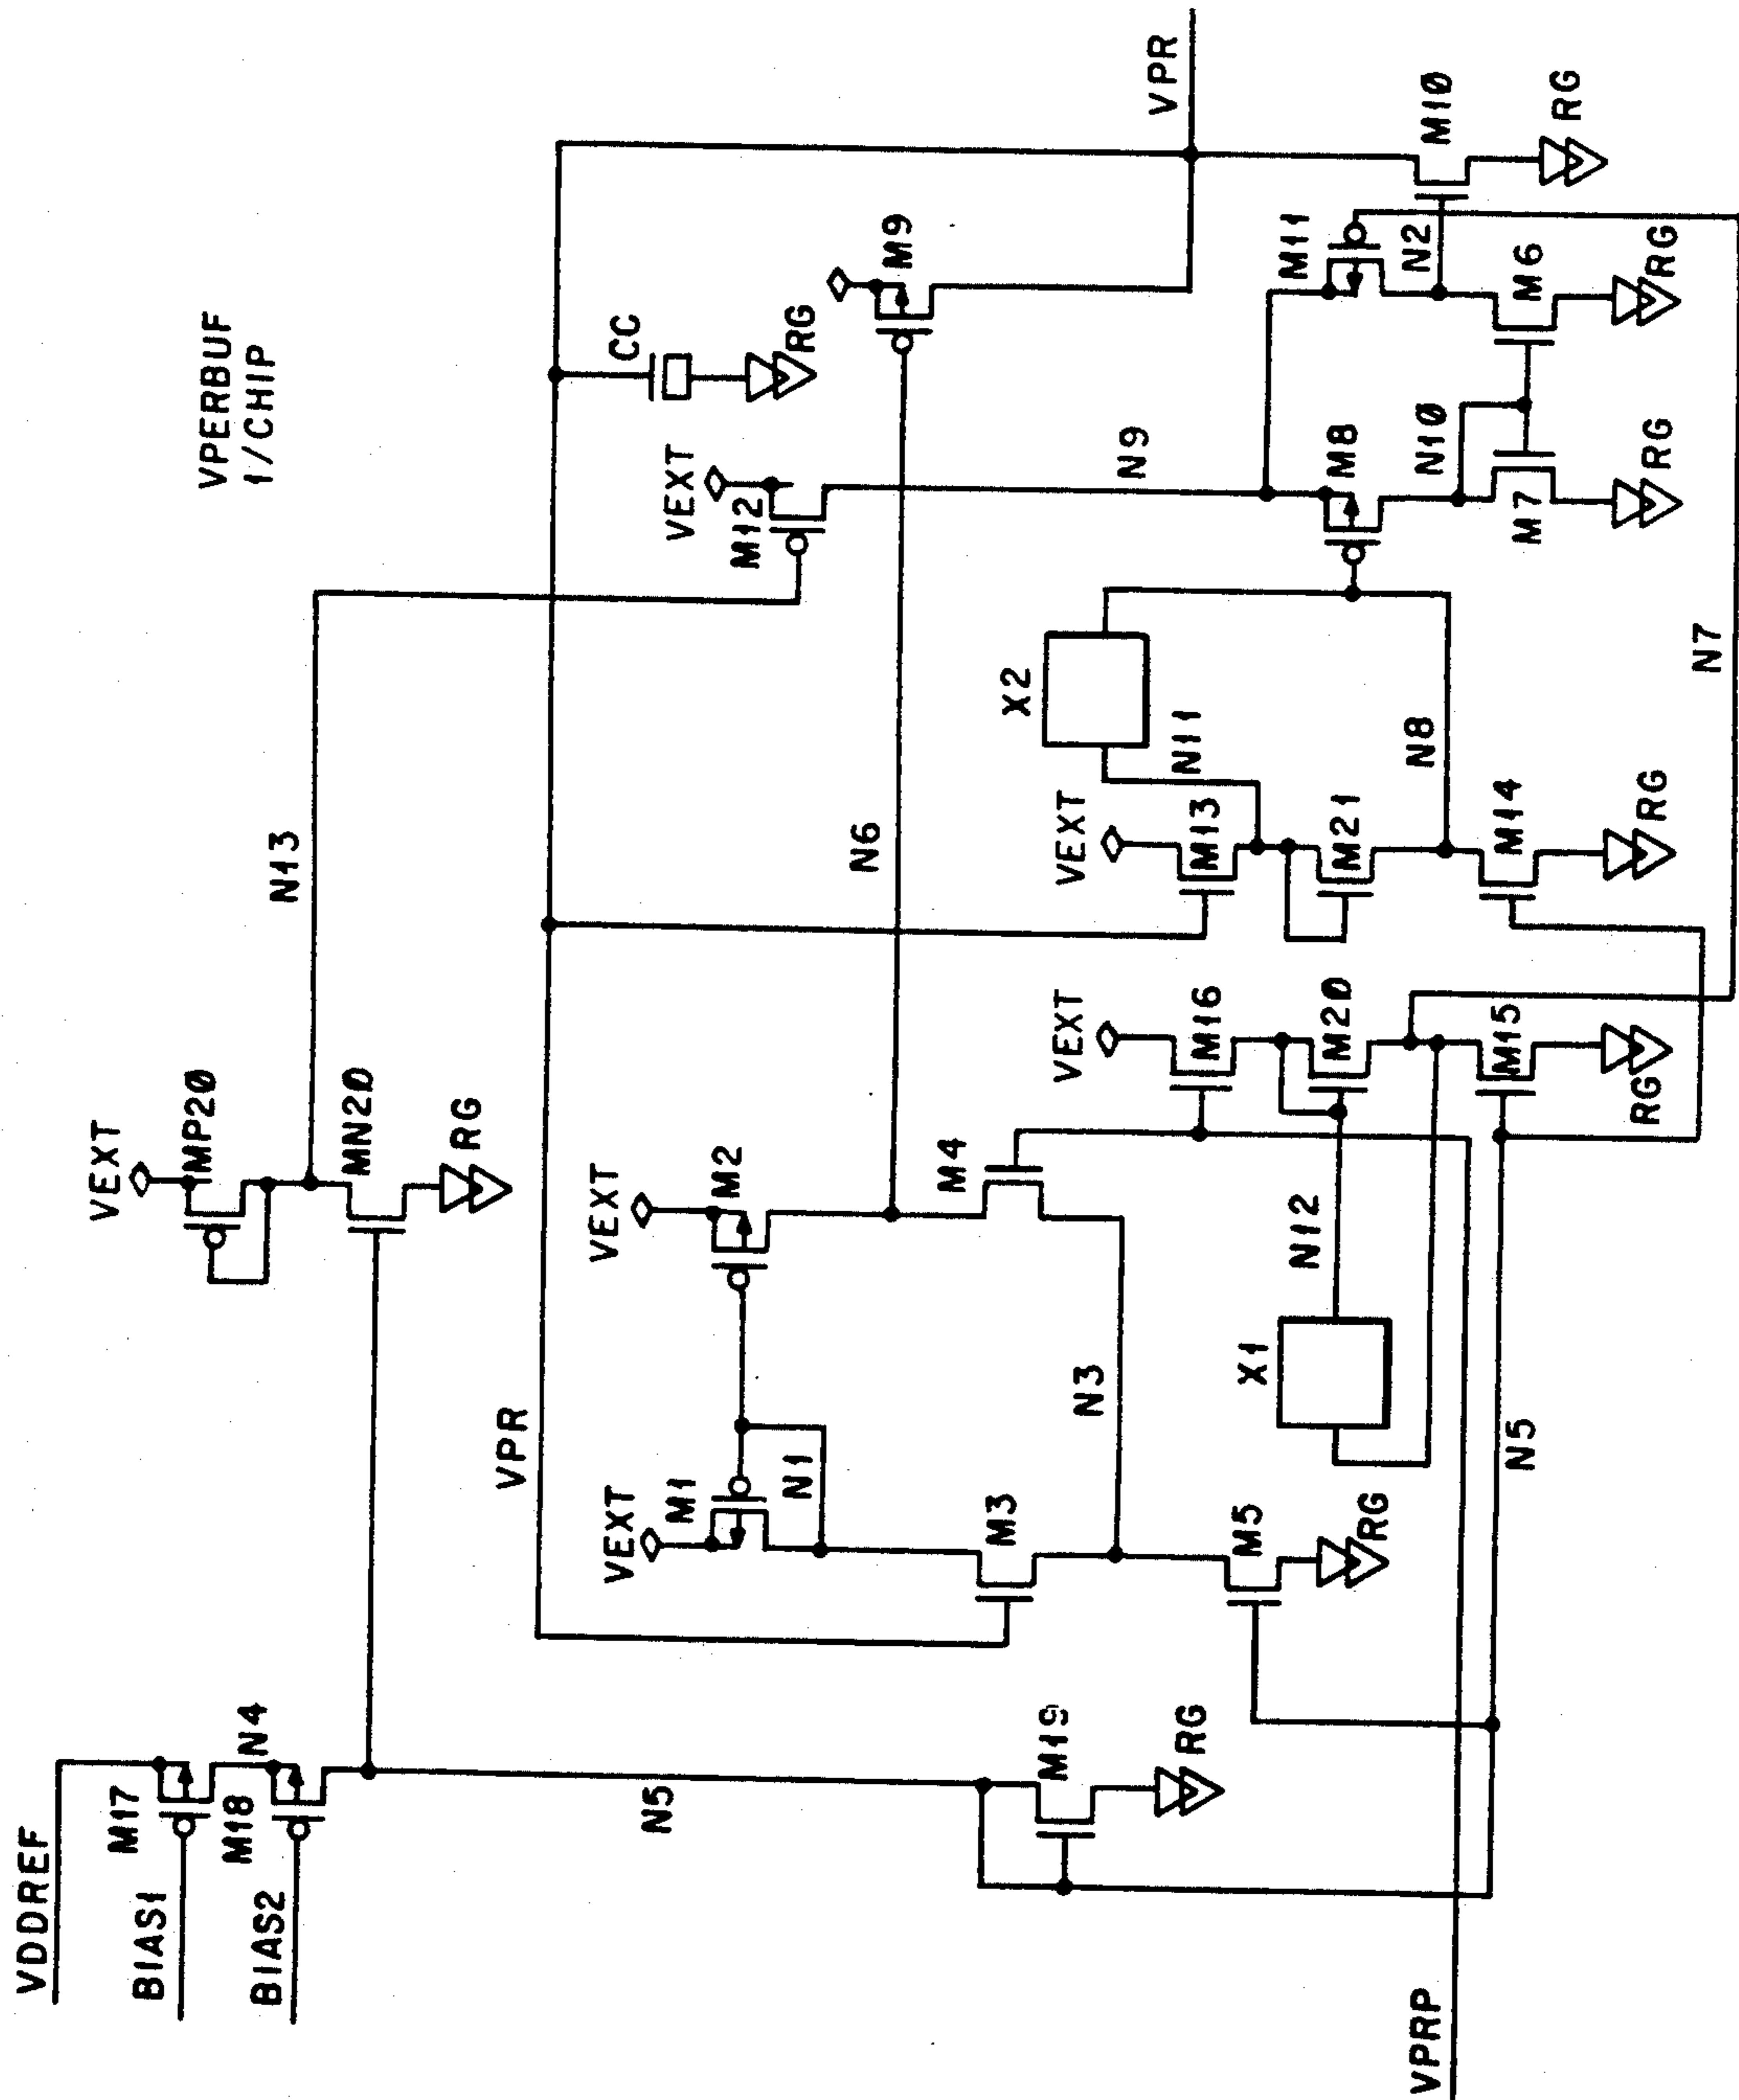 VPERBUF
1/CHIP
VDDREF
M17
BIAS1
N4
M18
BIAS2
VEXT
MP20
N13
MN20
RG
VPR
N5
M19
RG
VEXT
M1
N1
VEXT
M2
N6
M3
N3
M4
M5
RG
X1
N12
N5
VPRP
VEXT
M16
M20
M15
RG
VEXT
M13
N11
M21
N8
M14
RG
X2
VEXT
M12
CC
RG
M9
N9
M8
N10
M7
RG
M11
N2
M6
RG
VPR
M10
RG
N7